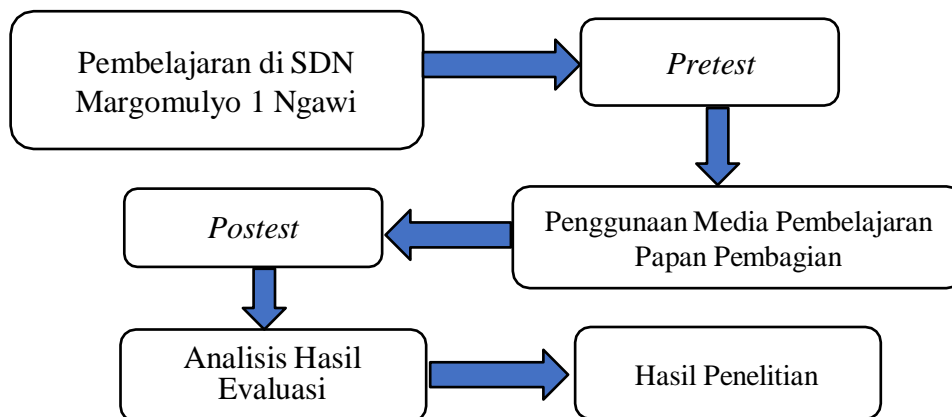 Pembelajaran di SDN
Margomulyo 1 Ngawi
Pretest
Penggunaan Media Pembelajaran
Papan Pembagian
Postest
Analisis Hasil
Evaluasi
Hasil Penelitian